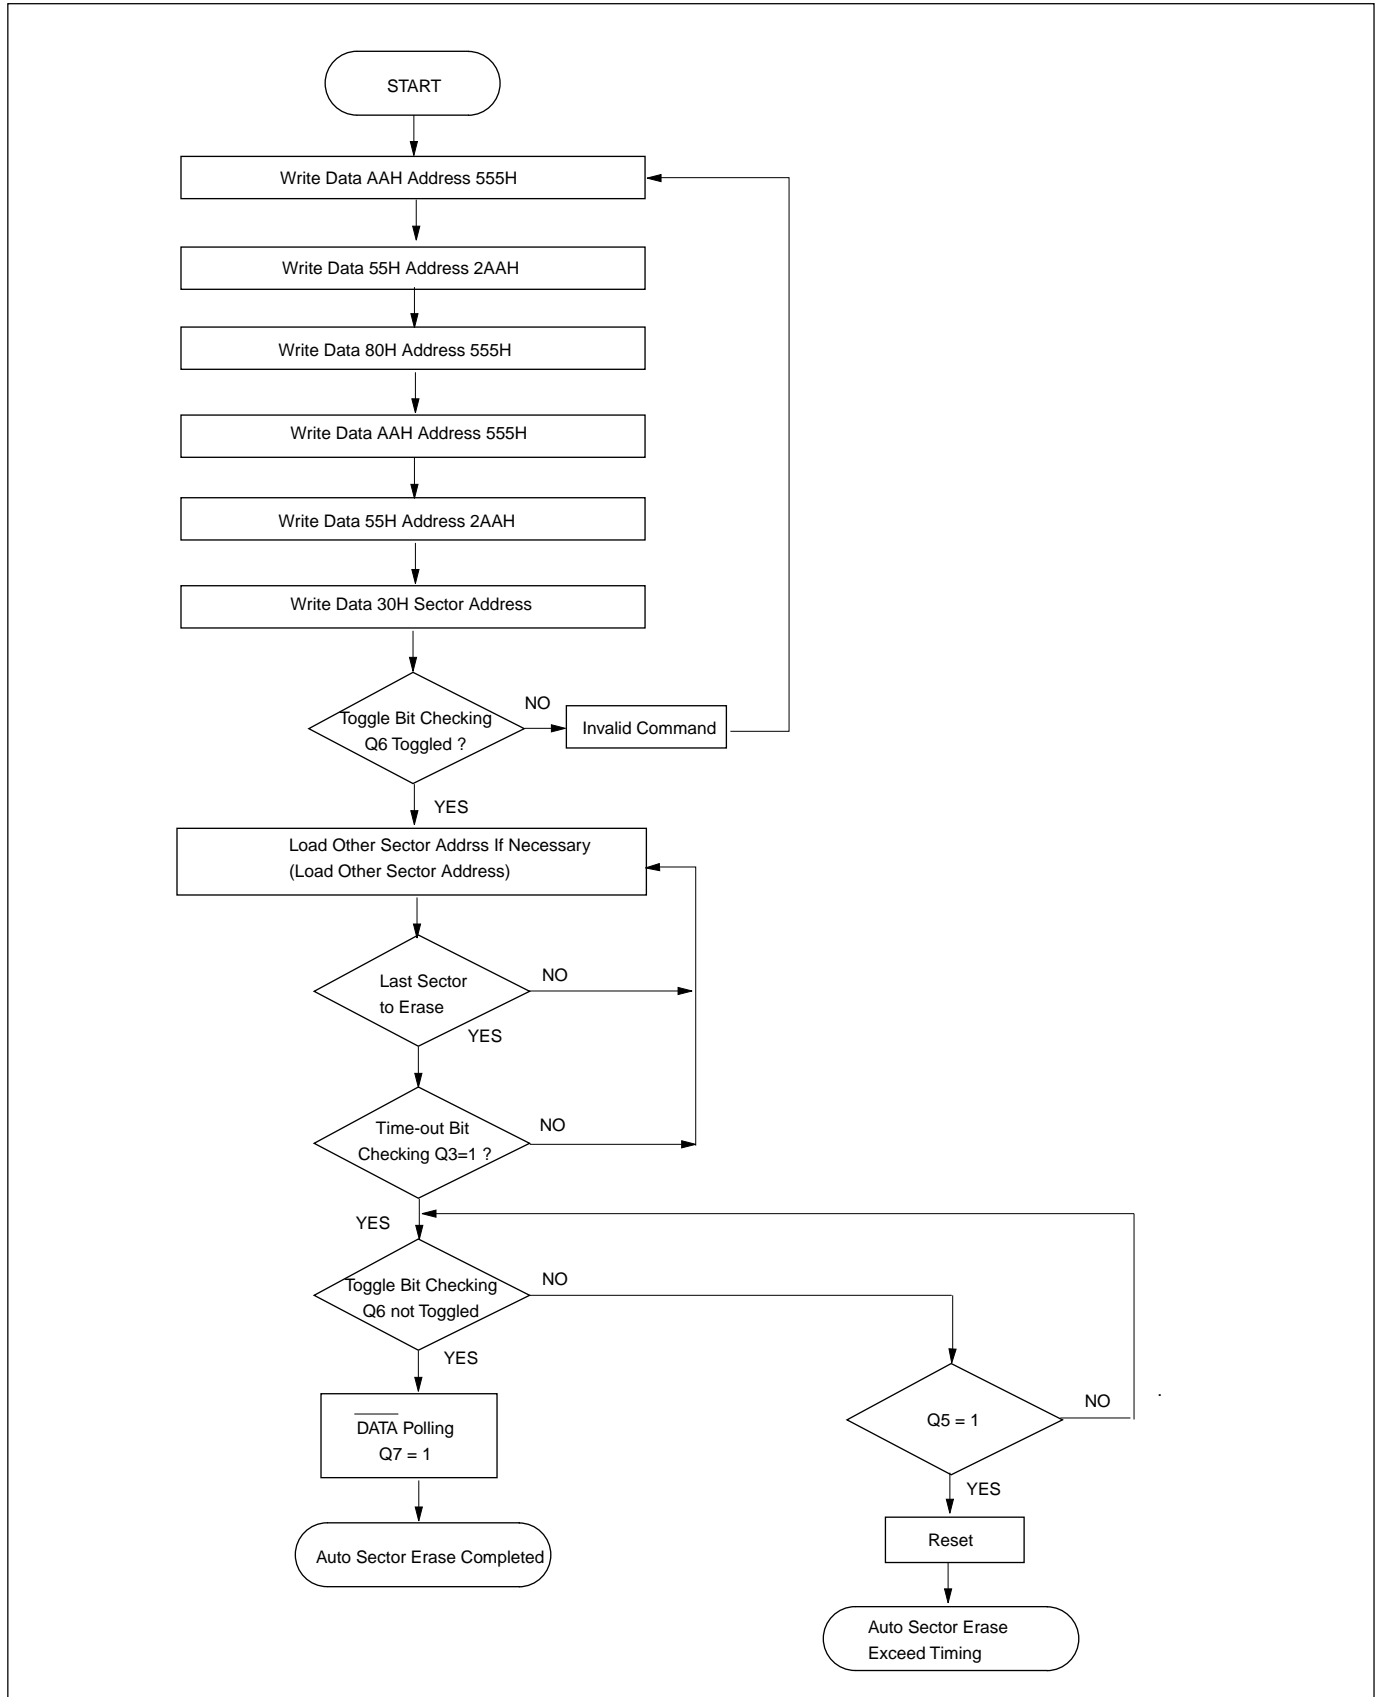 START
Write Data AAH Address 555H
Write Data 55H Address 2AAH
Write Data 80H Address 555H
Write Data AAH Address 555H
Write Data 55H Address 2AAH
Write Data 30H Sector Address
Toggle Bit Checking
Q6 Toggled ?
NO
Invalid Command
YES
Load Other Sector Addrss If Necessary
(Load Other Sector Address)
Last Sector
to Erase
NO
YES
Time-out Bit
Checking Q3=1 ?
NO
YES
Toggle Bit Checking
Q6 not Toggled
NO
YES
Q5 = 1
NO
DATA Polling
Q7 = 1
YES
Reset
Auto Sector Erase Completed
Auto Sector Erase
Exceed Timing